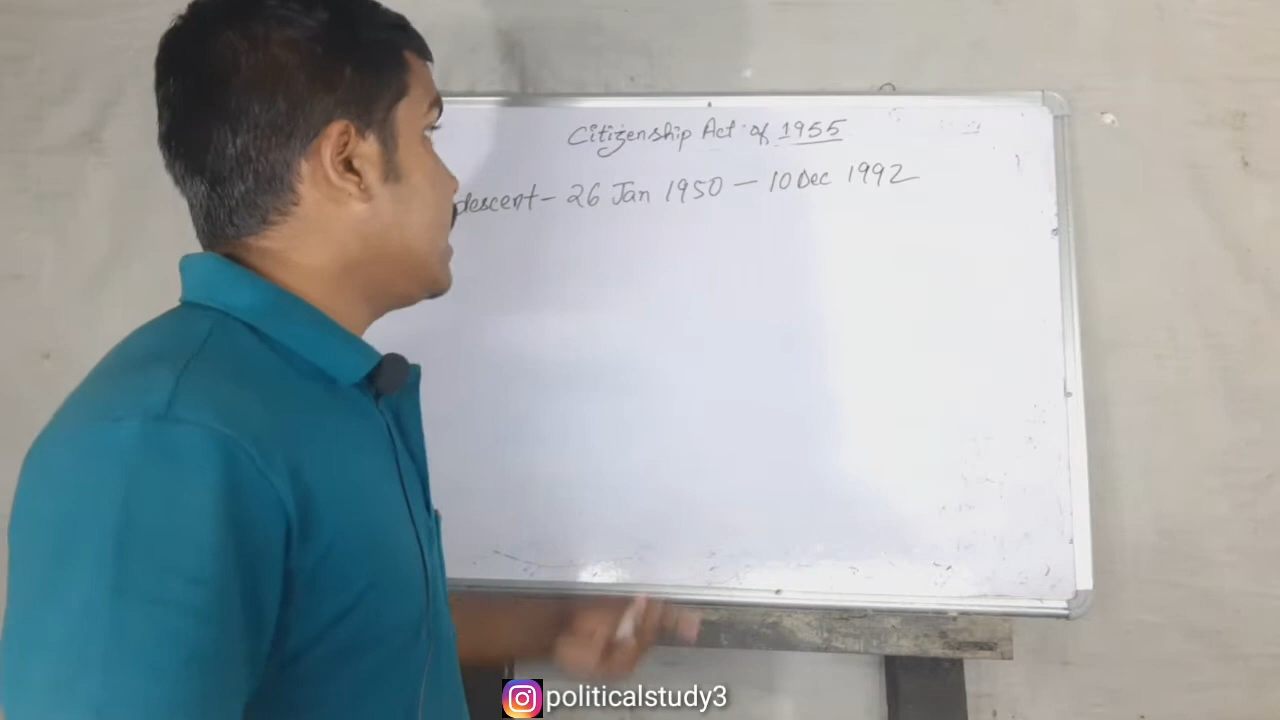 Citizenship Act of 1955
descent - 26 Jan 1950 - 10 Dec 1992
politicalstudy3